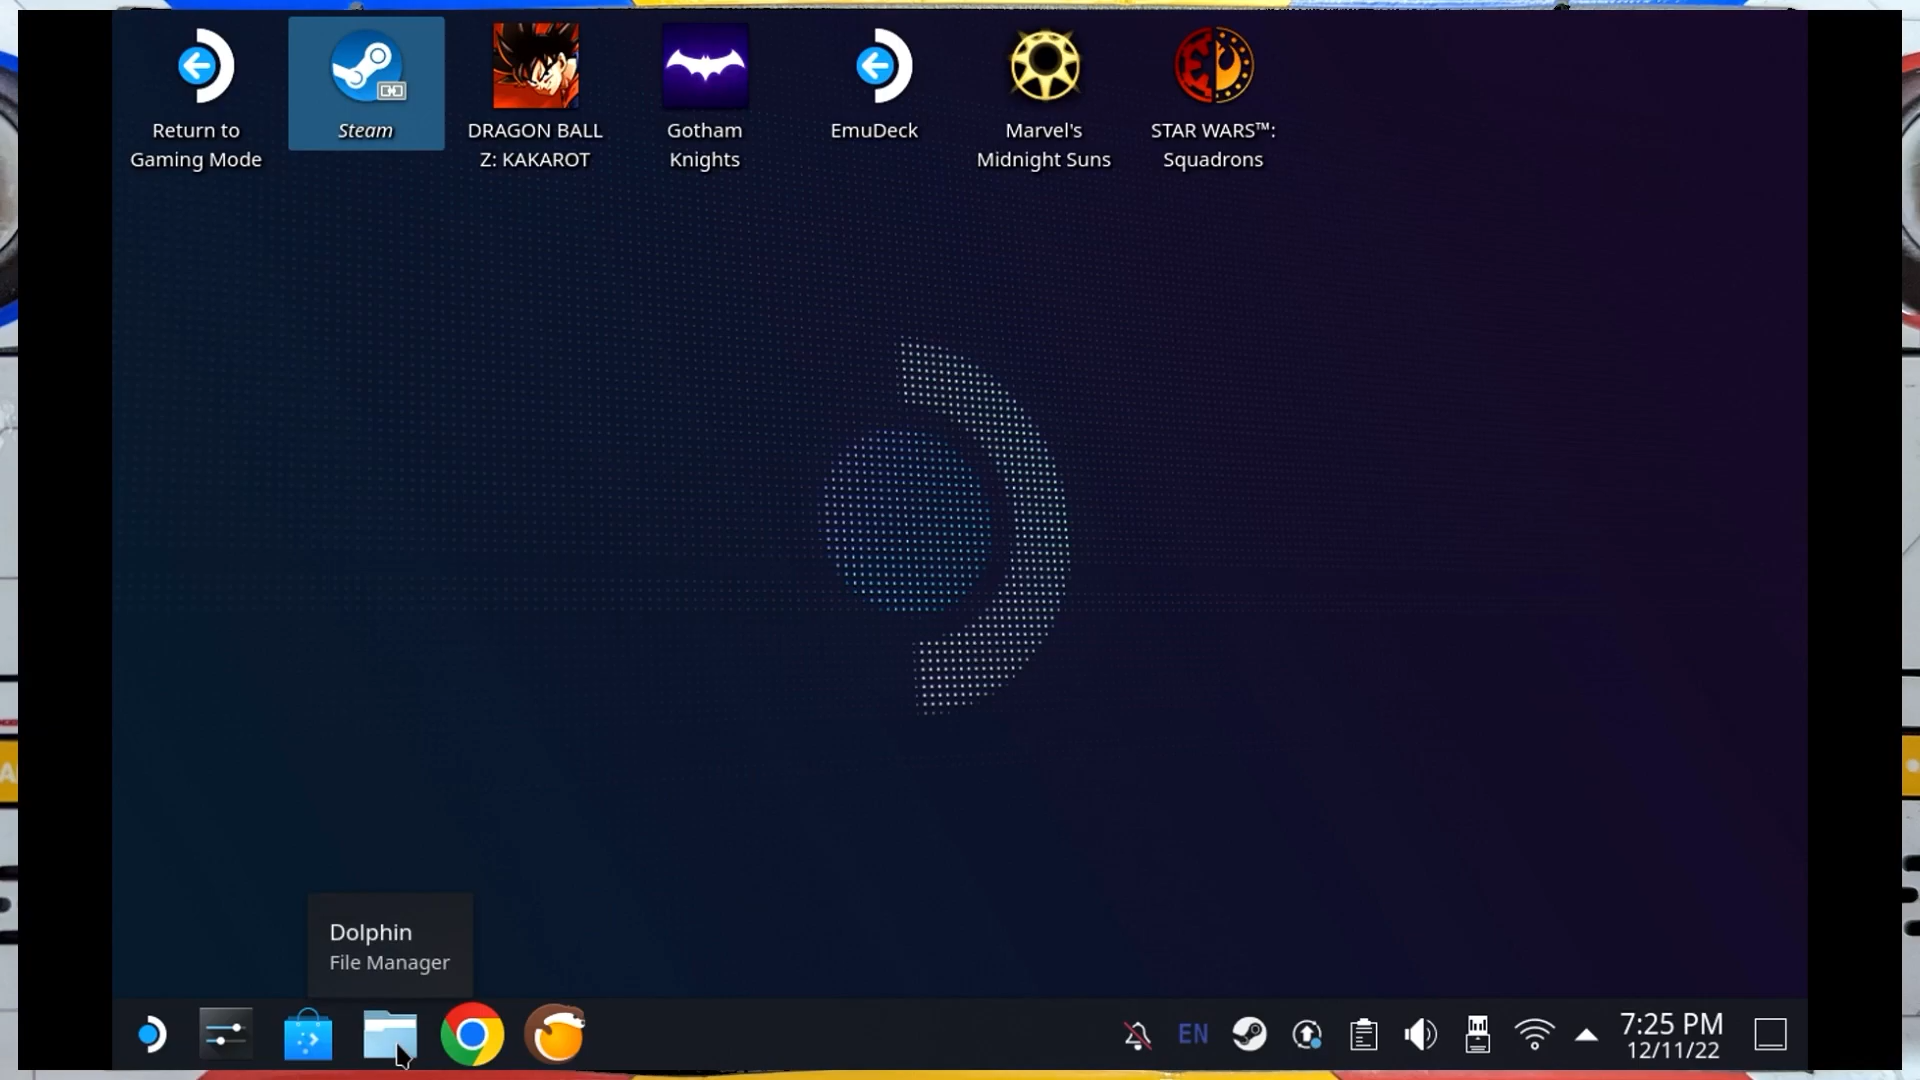 Return to
Gaming Mode
Steam
DRAGON BALL
Z: KAKAROT
Gotham
Knights
EmuDeck
Marvel's
Midnight Suns
STAR WARS™:
Squadrons
Dolphin
File Manager
EN
7:25 PM
12/11/22